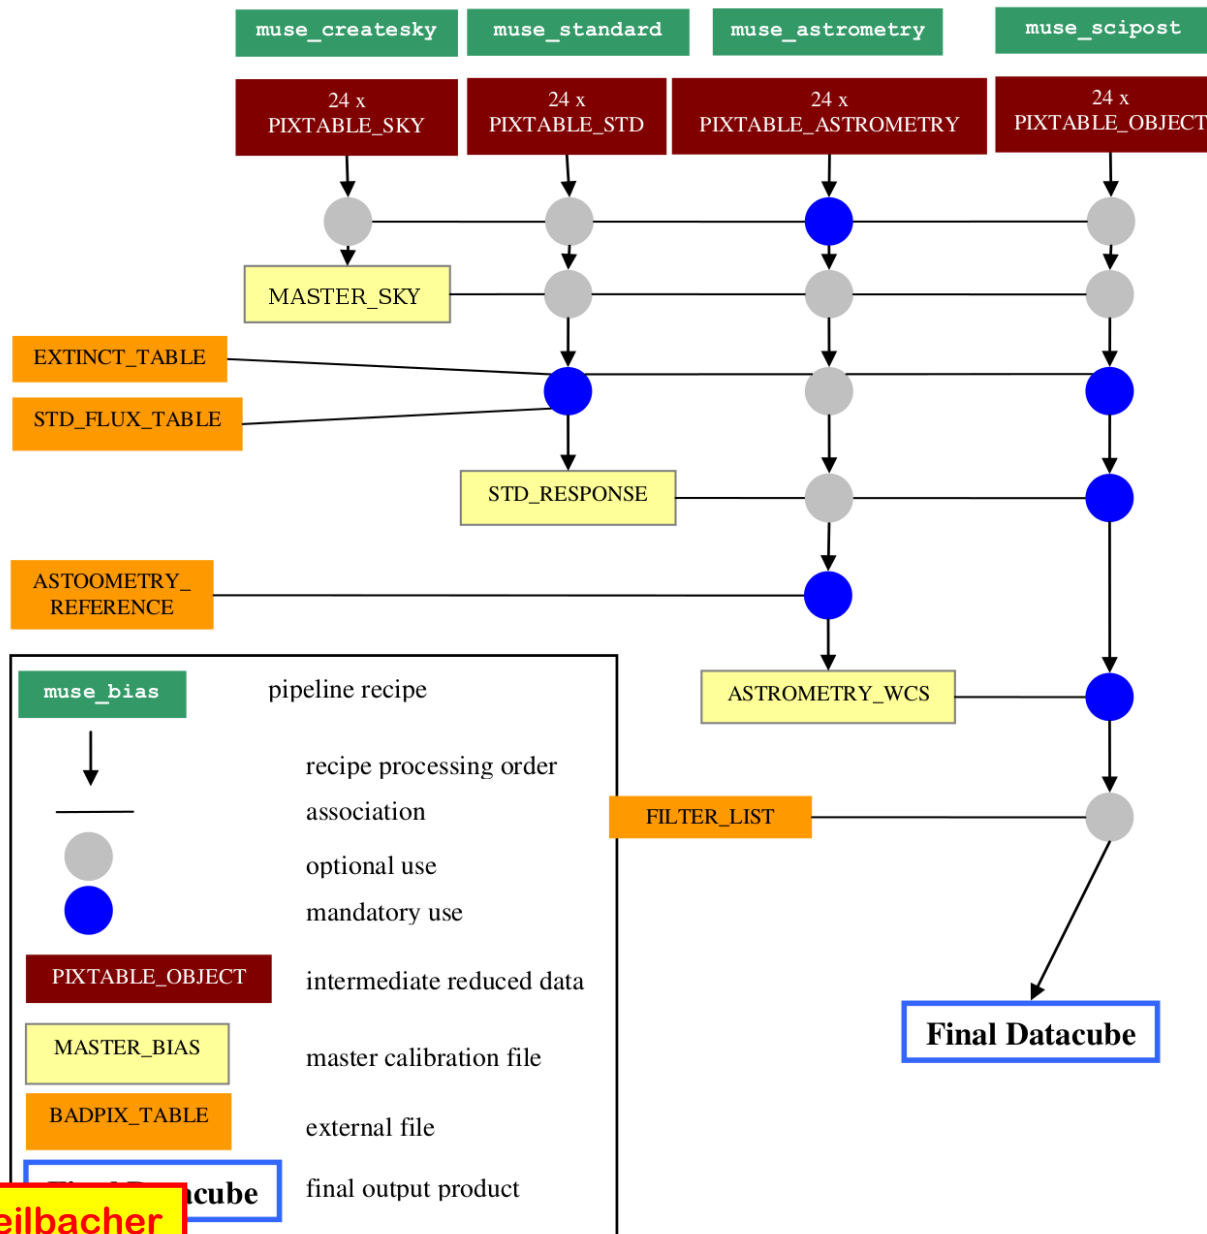 muse_createsky
muse_standard
muse_astrometry
muse_scipost
24 x
PIXTABLE_SKY
24 x
PIXTABLE_STD
24 x
PIXTABLE_ASTROMETRY
24 x
PIXTABLE_OBJECT
MASTER_SKY
EXTINCT_TABLE
STD_FLUX_TABLE
STD_RESPONSE
ASTOOMETRY_
REFERENCE
ASTROMETRY_WCS
FILTER_LIST
Final Datacube
muse_bias
pipeline recipe
recipe processing order
association
optional use
mandatory use
PIXTABLE_OBJECT
intermediate reduced data
MASTER_BIAS
master calibration file
BADPIX_TABLE
external file
final output product